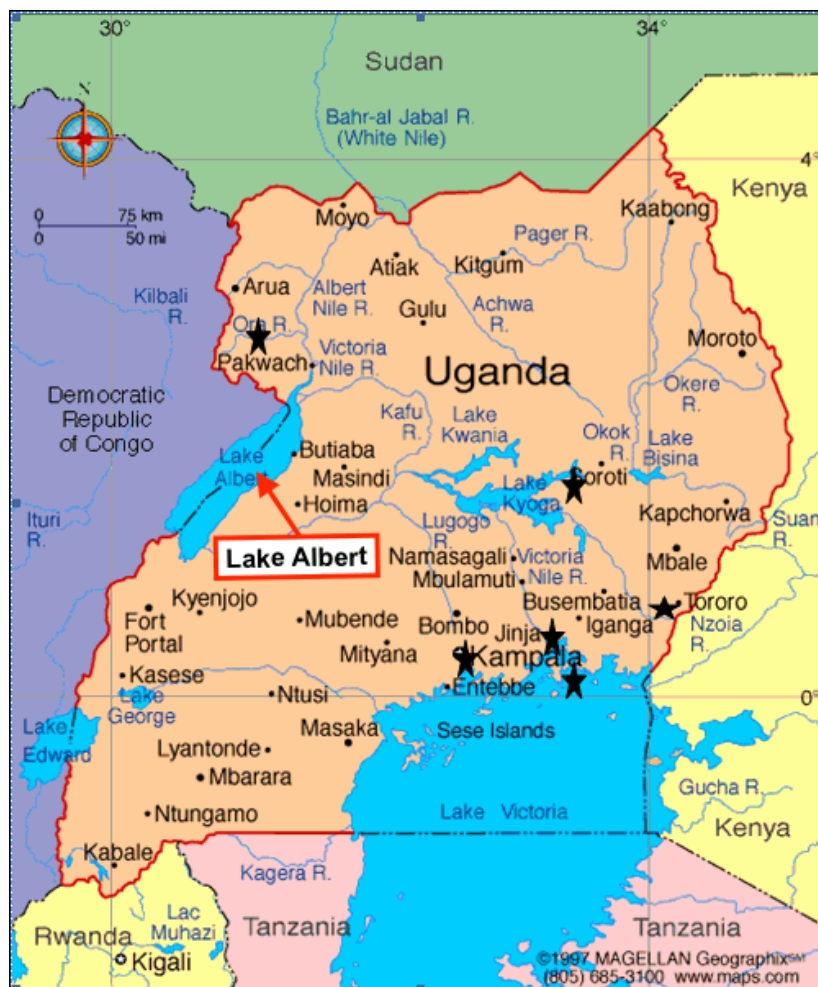 30°
34°
Sudan
N
Bahr-al Jabal R.
(White Nile)
4°
Kenya
0
75 km
0
50 mi
Moyo
Kaabong
Pager R.
Atiak
Kitgum
Kilbali
R.
Arua
Albert
Nile R.
Achwa
R.
Gulu
Ora R.
Moroto
Pakwach
Victoria
Nile R.
Uganda
Okere
R.
Democratic
Republic
of Congo
Kafu
R.
Lake
Kwania
Okok
R.
Lake
Bisina
Butiaba
Lake
Albert
Masindi
Soroti
Lake
Kyoga
Hoima
Kapchorwa
Ituri
R.
Lugogo
R.
Suam
R.
Lake Albert
Namasagali
Victoria
Nile R.
Mbale
Mbulamuti
Kyenjojo
Busembatia
Tororo
Fort
Portal
Mubende
Bombo
Jinja
Iganga
Nzoia
R.
Mityana
Kampala
Kasese
Entebbe
Lake
George
Ntusi
0°
Lake
Edward
Masaka
Sese Islands
Lyantonde
Mbarara
Gucha R.
Ntungamo
Lake Victoria
Kenya
Kabale
Kagera R.
Lac
Muhazi
Rwanda
Tanzania
Tanzania
Kigali
©1997 MAGELLAN Geographix℠
(805) 685-3100 www.maps.com